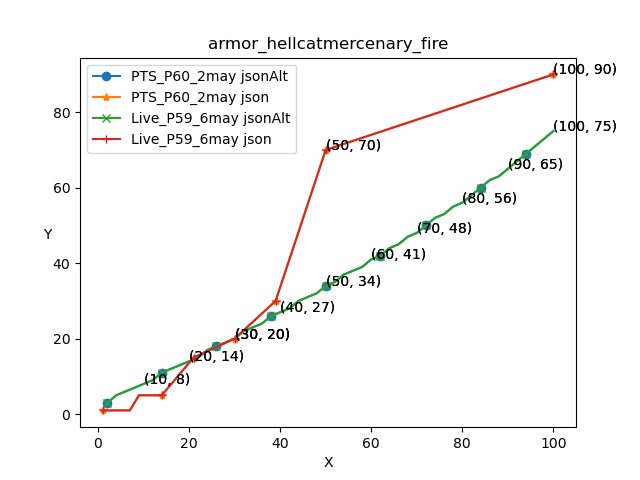 armor_hellcatmercenary_fire
PTS_P60_2may jsonAlt
PTS_P60_2may json
Live_P59_6may jsonAlt
Live_P59_6may json
(100, 90)
(100, 75)
(50, 70)
(90, 65)
(80, 56)
(70, 48)
(60, 41)
(50, 34)
(40, 27)
(30, 20)
(20, 14)
(10, 8)
Y
80
60
40
20
0
0 20 40 60 80 100
X